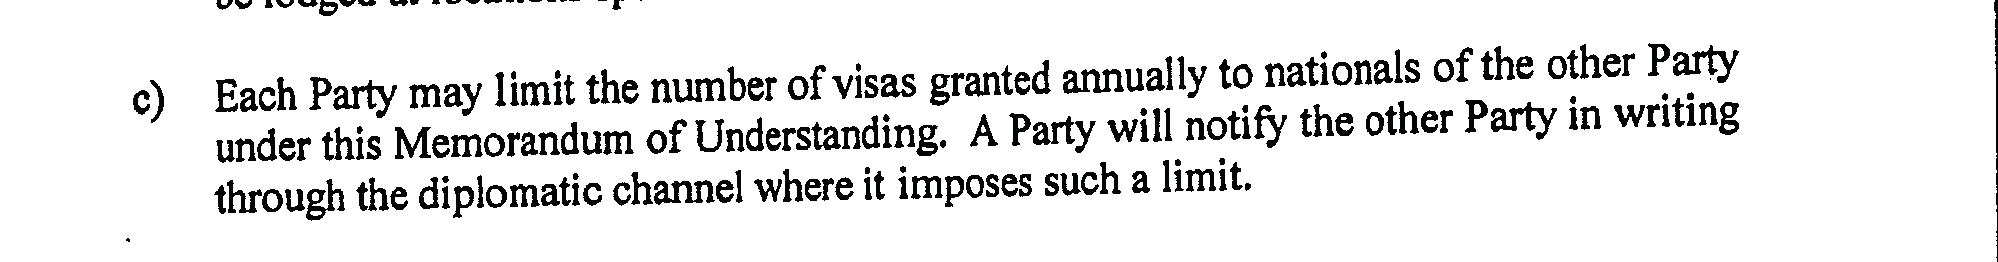 c) Each Party may limit the number of visas granted annually to nationals of the other Party
under this Memorandum of Understanding. A Party will notify the other Party in writing
through the diplomatic channel where it imposes such a limit.